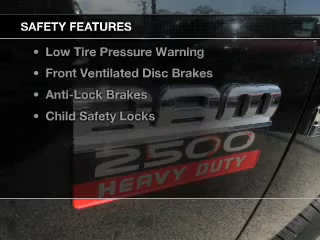 SAFETY FEATURES
• Low Tire Pressure Warning
• Front Ventilated Disc Brakes
• Anti-Lock Brakes
• Child Safety Locks
RAM
2500
HEAVY DUTY